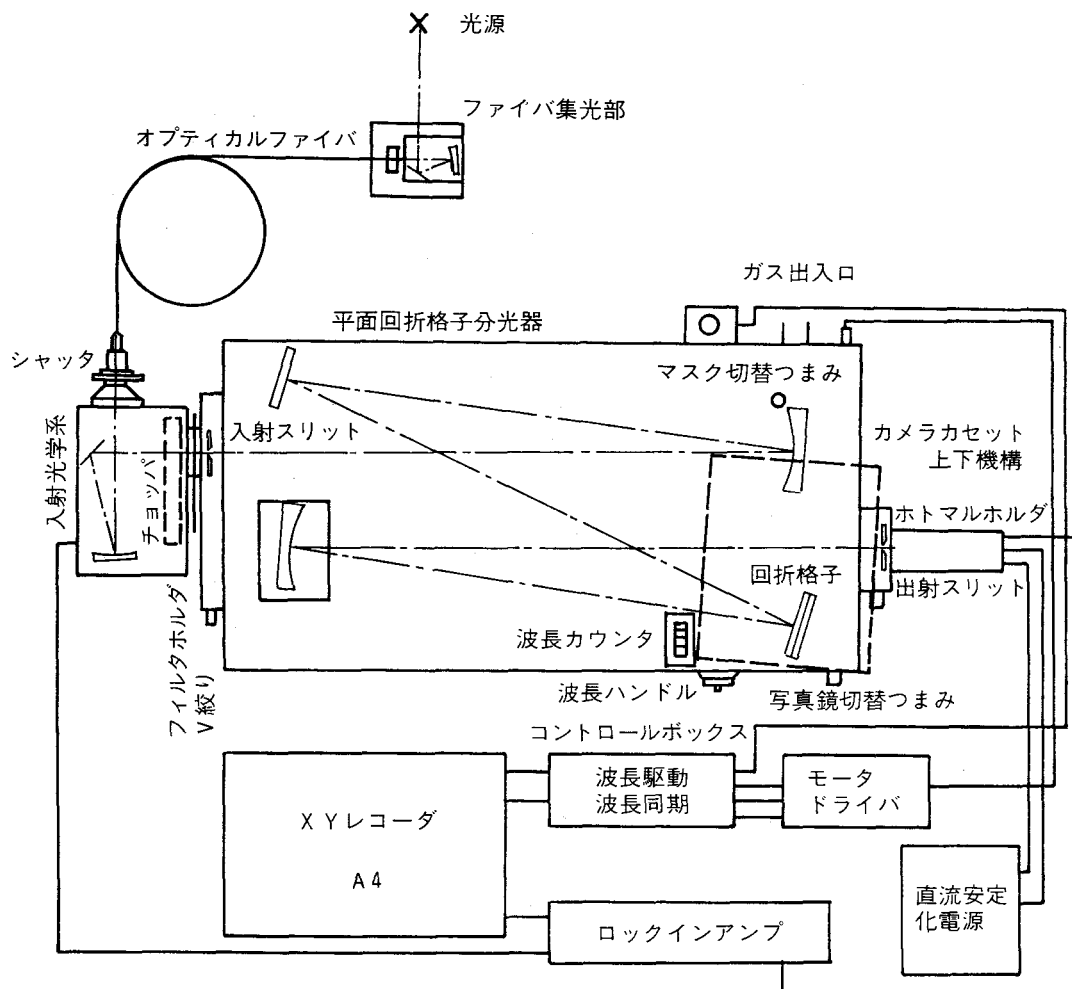 光源
ファイバ集光部
オプティカルファイバ
ガス出入口
平面回折格子分光器
シャッタ
マスク切替つまみ
入射スリット
カメラカセット
上下機構
入射光学系
チョッパ
ホトマルホルダ
回折格子
出射スリット
フィルタホルダ
V絞り
波長カウンタ
波長ハンドル
写真鏡切替つまみ
コントロールボックス
波長駆動
波長同期
モータ
ドライバ
XYレコーダ
A4
直流安定
化電源
ロックインアンプ